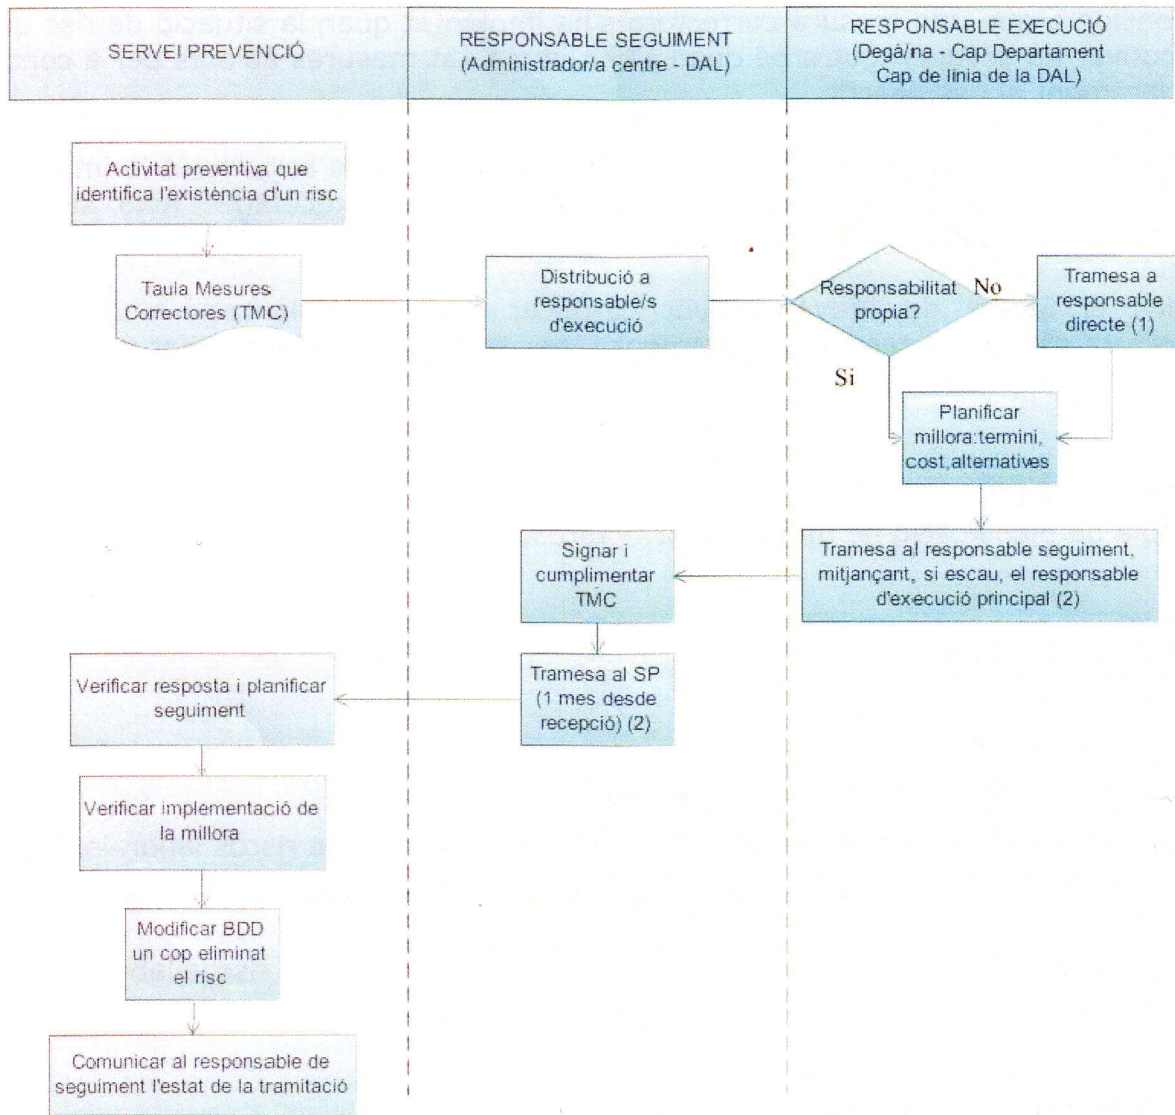 SERVEI PREVENCIÓ
RESPONSABLE SEGUIMENT
(Administrador/a centre - DAL)
RESPONSABLE EXECUCIÓ
(Degà/na - Cap Departament
Cap de línia de la DAL)
Activitat preventiva que
identifica l'existència d'un risc
Taula Mesures
Correctores (TMC)
Distribució a
responsable/s
d'execució
Responsabilitat
propia?
No
Si
Tramesa a
responsable
directe (1)
Planificar
millora:termini,
cost,alternatives
Tramesa al responsable seguiment,
mitjançant, si escau, el responsable
d'execució principal (2)
Signar i
cumplimentar
TMC
Tramesa al SP
(1 mes desde
recepció) (2)
Verificar resposta i planificar
seguiment
Verificar implementació de
la millora
Modificar BDD
un cop eliminat
el risc
Comunicar al responsable de
seguiment l'estat de la tramitació